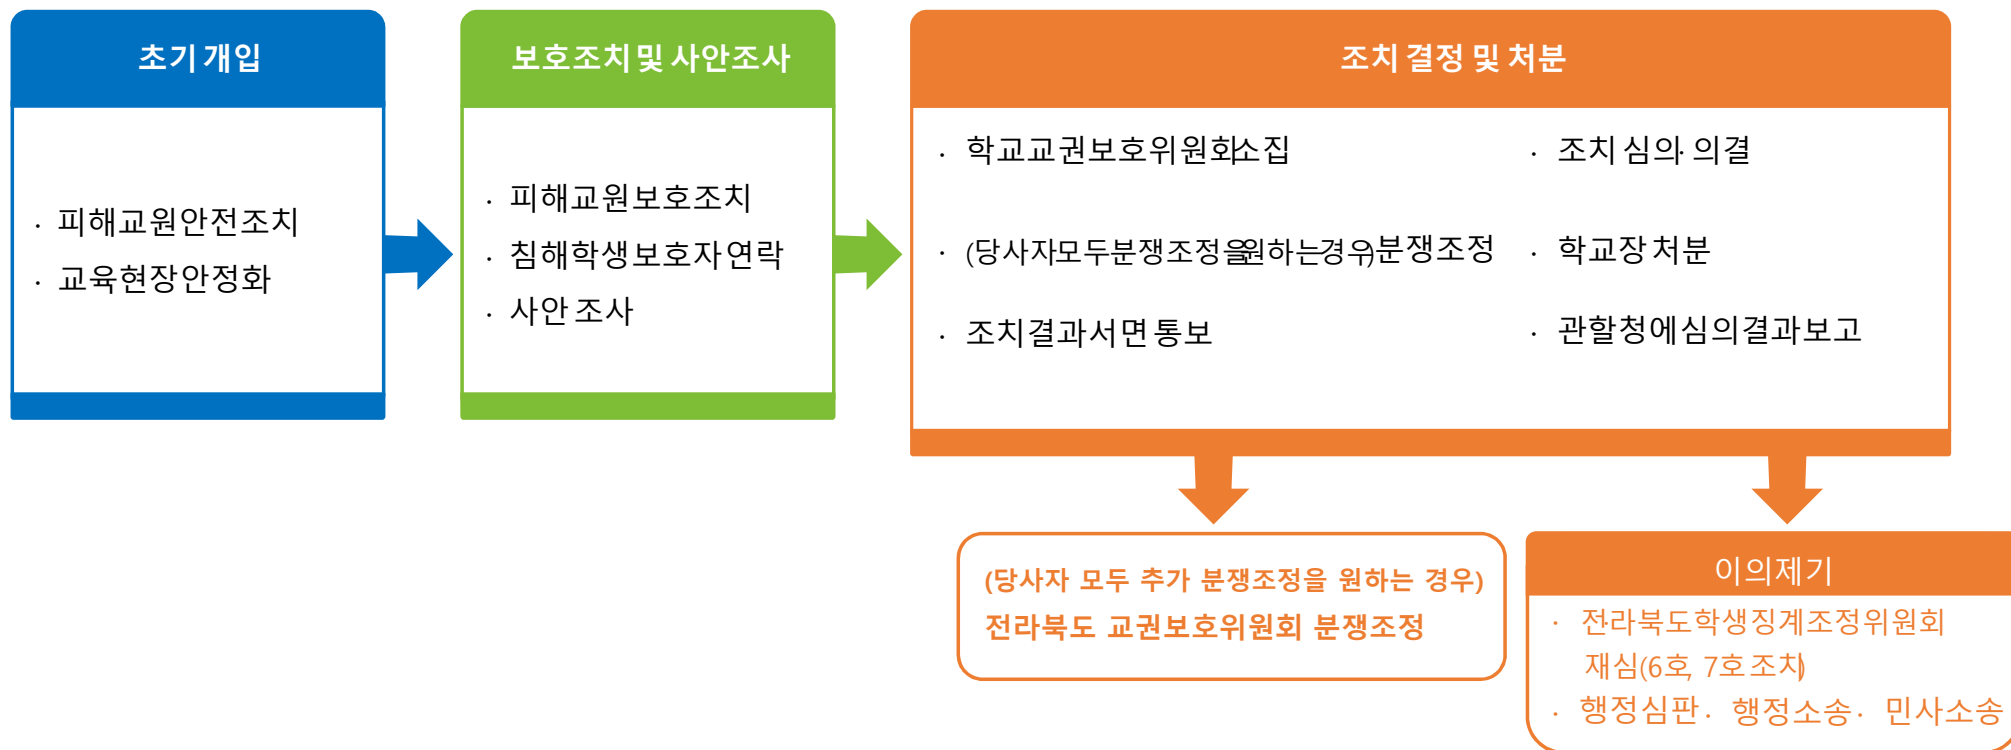 초기 개입
· 피해교원 안전조치
· 교육현장 안정화
보호조치 및 사안조사
· 피해교원 보호조치
· 침해학생 보호자 연락
· 사안 조사
조치 결정 및 처분
· 학교교권보호위원회 소집
· (당사자 모두 분쟁조정을 원하는 경우) 분쟁조정
· 조치결과 서면 통보
· 조치 심의· 의결
· 학교장 처분
· 관할청에 심의결과 보고
(당사자 모두 추가 분쟁조정을 원하는 경우)
전라북도 교권보호위원회 분쟁조정
이의제기
· 전라북도학생징계조정위원회
재심(6호, 7호 조치)
· 행정심판 · 행정소송 · 민사소송